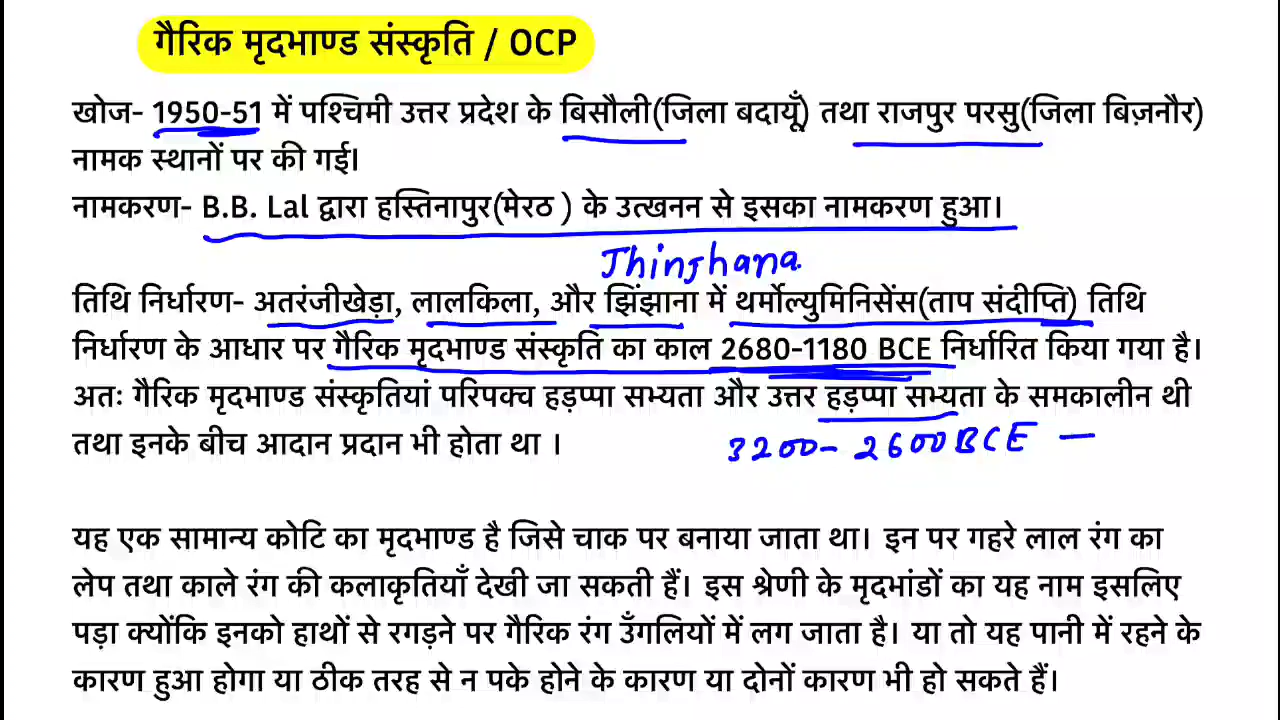 गैरिक मृदभाण्ड संस्कृति / OCP
खोज- 1950-51 में पश्चिमी उत्तर प्रदेश के बिसौली(जिला बदायूँ) तथा राजपुर परसु(जिला बिज़नौर)
नामक स्थानों पर की गई।
नामकरण- B.B. Lal द्वारा हस्तिनापुर(मेरठ ) के उत्खनन से इसका नामकरण हुआ।
Jhinjhana
तिथि निर्धारण- अतरंजीखेड़ा, लालकिला, और झिंझाना में थर्मोल्युमिनिसेंस(ताप संदीप्ति) तिथि
निर्धारण के आधार पर गैरिक मृदभाण्ड संस्कृति का काल 2680-1180 BCE निर्धारित किया गया है।
अतः गैरिक मृदभाण्ड संस्कृतियां परिपक्च हड़प्पा सभ्यता और उत्तर हड़प्पा सभ्यता के समकालीन थी
तथा इनके बीच आदान प्रदान भी होता था ।
3200- 2600BCE —
यह एक सामान्य कोटि का मृदभाण्ड है जिसे चाक पर बनाया जाता था। इन पर गहरे लाल रंग का
लेप तथा काले रंग की कलाकृतियाँ देखी जा सकती हैं। इस श्रेणी के मृदभांडों का यह नाम इसलिए
पड़ा क्योंकि इनको हाथों से रगड़ने पर गैरिक रंग उँगलियों में लग जाता है। या तो यह पानी में रहने के
कारण हुआ होगा या ठीक तरह से न पके होने के कारण या दोनों कारण भी हो सकते हैं।